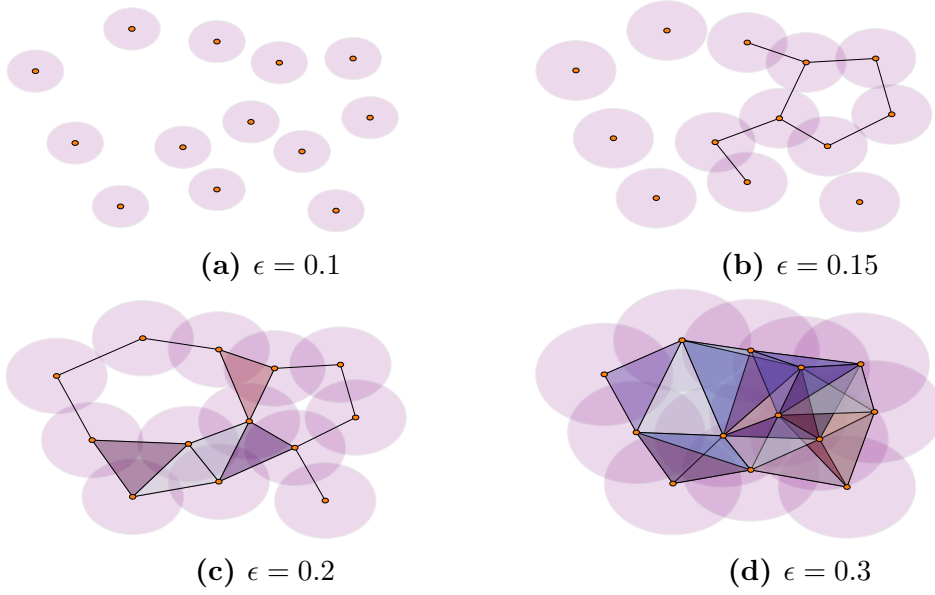 (a) ϵ = 0.1
(b) ϵ = 0.15
(c) ϵ = 0.2
(d) ϵ = 0.3